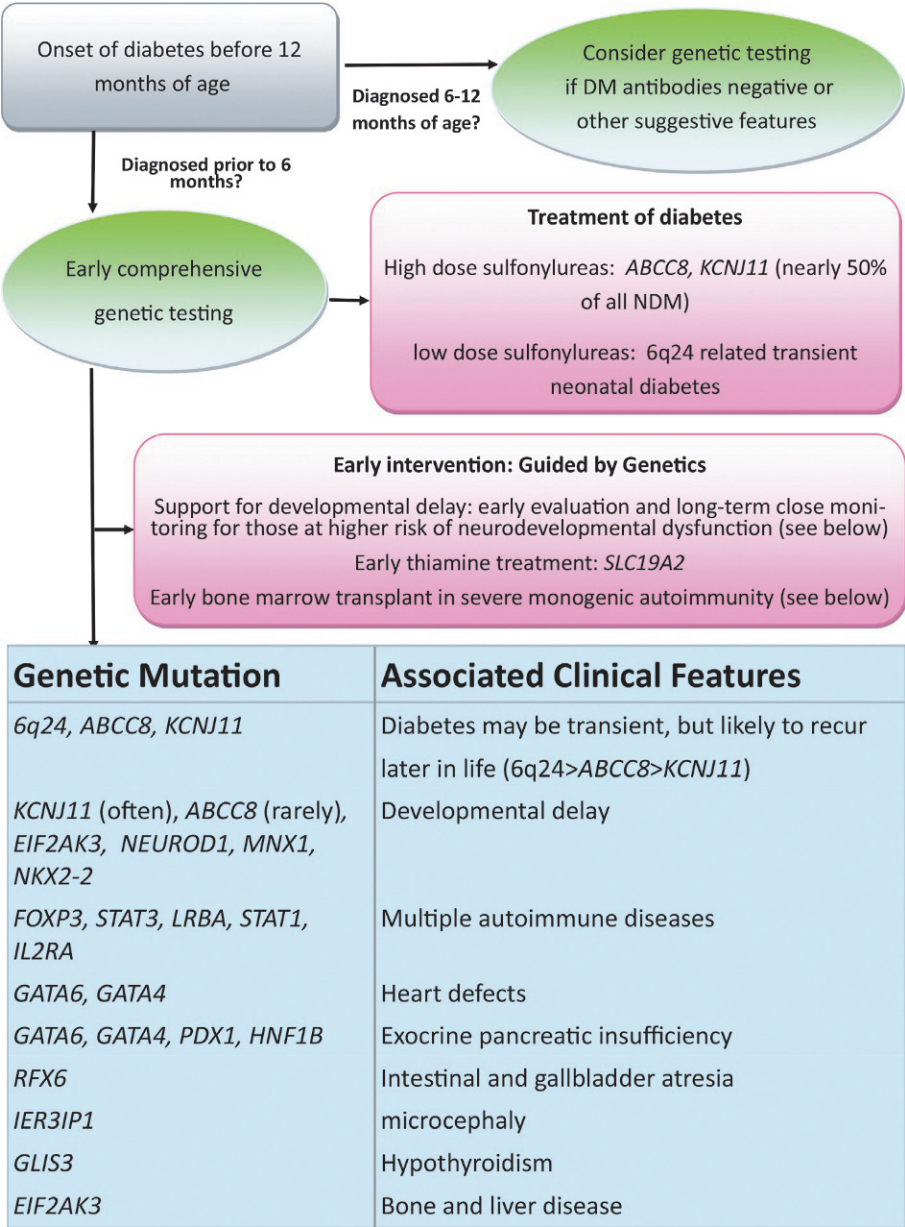 Onset of diabetes before 12
months of age
Diagnosed 6-12
months of age?
Consider genetic testing
if DM antibodies negative or
other suggestive features
Diagnosed prior to 6
months?
Early comprehensive
genetic testing
Treatment of diabetes
High dose sulfonylureas: ABCC8, KCNJ11 (nearly 50%
of all NDM)
low dose sulfonylureas: 6q24 related transient
neonatal diabetes
Early intervention: Guided by Genetics
Support for developmental delay: early evaluation and long-term close moni-
toring for those at higher risk of neurodevelopmental dysfunction (see below)
Early thiamine treatment: SLC19A2
Early bone marrow transplant in severe monogenic autoimmunity (see below)
Genetic Mutation
Associated Clinical Features
6q24, ABCC8, KCNJ11
Diabetes may be transient, but likely to recur
later in life (6q24>ABCC8>KCNJ11)
KCNJ11 (often), ABCC8 (rarely),
EIF2AK3, NEUROD1, MNX1,
NKX2-2
Developmental delay
FOXP3, STAT3, LRBA, STAT1,
IL2RA
Multiple autoimmune diseases
GATA6, GATA4
Heart defects
GATA6, GATA4, PDX1, HNF1B
Exocrine pancreatic insufficiency
RFX6
Intestinal and gallbladder atresia
IER3IP1
microcephaly
GLIS3
Hypothyroidism
EIF2AK3
Bone and liver disease